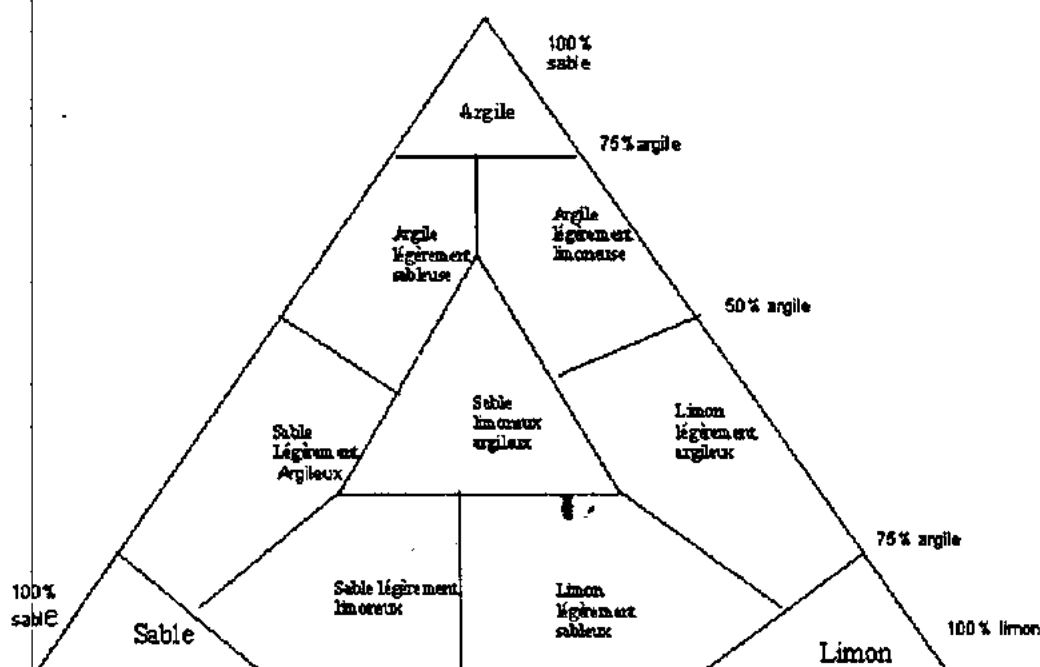 100%
sable
Argile
75% argile
Argile
légèrement
sableuse
Argile
légèrement
limoneuse
50% argile
Sable
limoneux
argileux
Limon
légèrement
argileux
Sable
Légèrement
Argileux
75% argile
100%
sable
Sable légèrement
limoneux
Limon
légèrement
sableux
Sable
Limon
100% limon